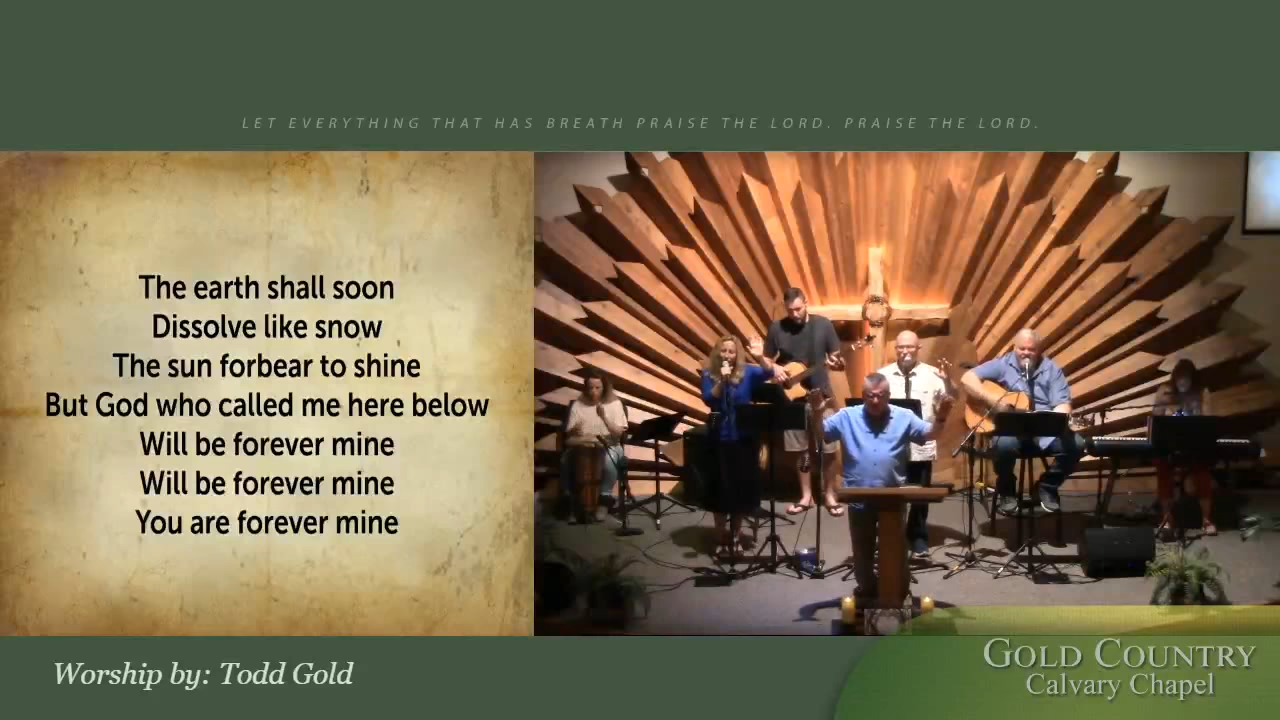 LET EVERYTHING THAT HAS BREATH PRAISE THE LORD. PRAISE THE LORD.
The earth shall soon
Dissolve like snow
The sun forbear to shine
But God who called me here below
Will be forever mine
Will be forever mine
You are forever mine
Worship by: Todd Gold
GOLD COUNTRY
Calvary Chapel